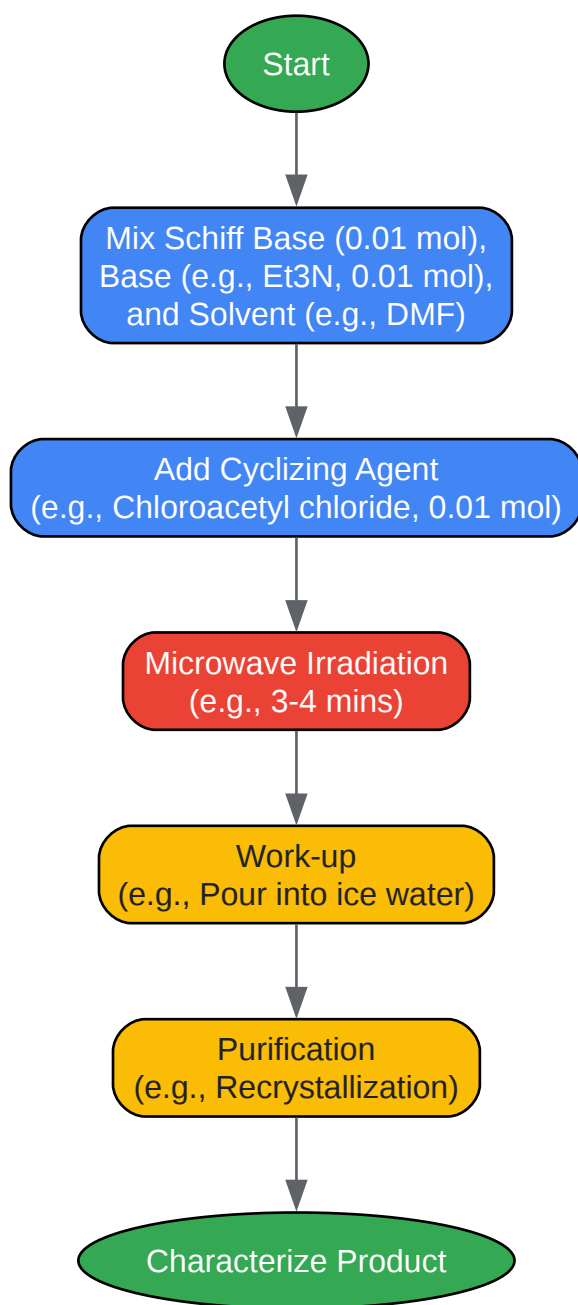 Start
Mix Schiff Base (0.01 mol),
Base (e.g., Et3N, 0.01 mol),
and Solvent (e.g., DMF)
Add Cyclizing Agent
(e.g., Chloroacetyl chloride, 0.01 mol)
Microwave Irradiation
(e.g., 3-4 mins)
Work-up
(e.g., Pour into ice water)
Purification
(e.g., Recrystallization)
Characterize Product